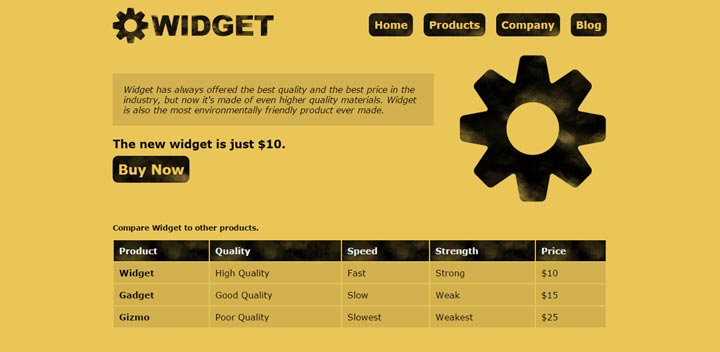 WIDGET
Home Products Company Blog
Widget has always offered the best quality and the best price in the
industry, but now it's made of even higher quality materials. Widget
is also the most environmentally friendly product ever made.
The new widget is just $10.
Buy Now
Compare Widget to other products.
Product Quality Speed Strength Price
Widget High Quality Fast Strong $10
Gadget Good Quality Slow Weak $15
Gizmo Poor Quality Slowest Weakest $25